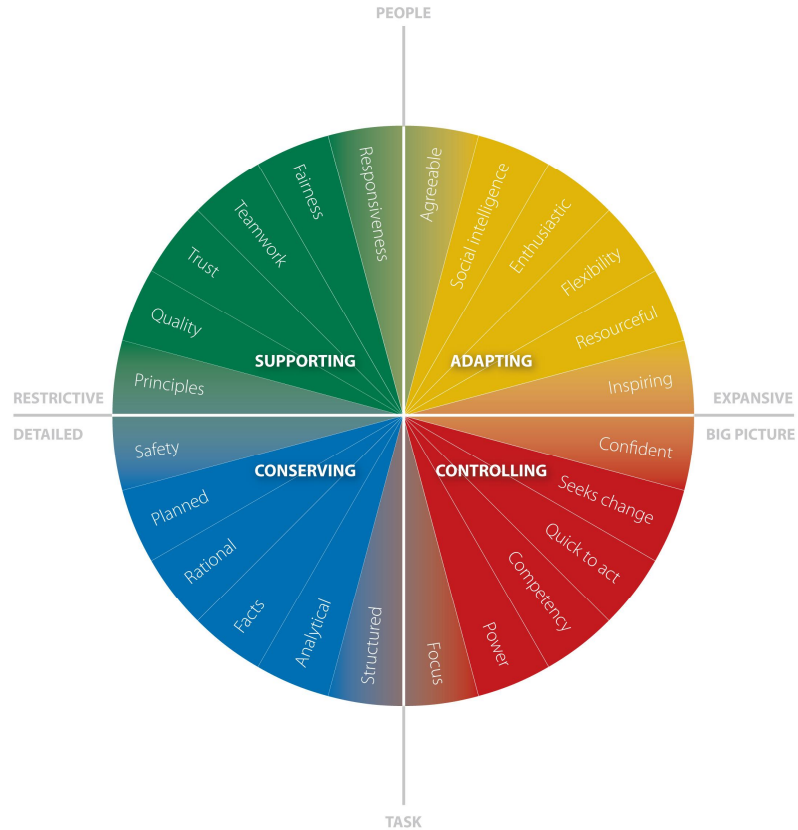 PEOPLE
Responsiveness
Agreeable
Fairness
Social intelligence
Teamwork
Enthusiastic
Trust
Flexibility
Quality
Resourceful
SUPPORTING
ADAPTING
Principles
Inspiring
RESTRICTIVE
EXPANSIVE
DETAILED
BIG PICTURE
Safety
Confident
CONSERVING
CONTROLLING
Planned
Seeks change
Rational
Quick to act
Facts
Competency
Analytical
Power
Structured
Focus
TASK